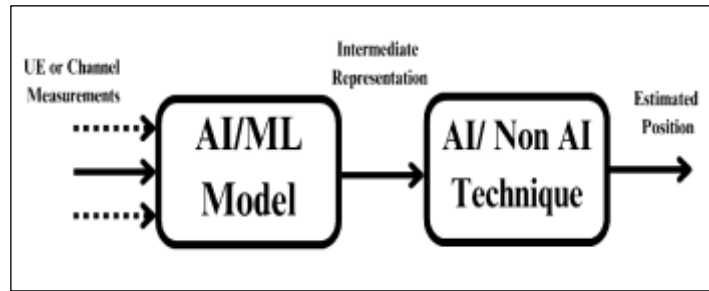 UE or Channel
Measurements
AI/ML
Model
Intermediate
Representation
AI/ Non AI
Technique
Estimated
Position